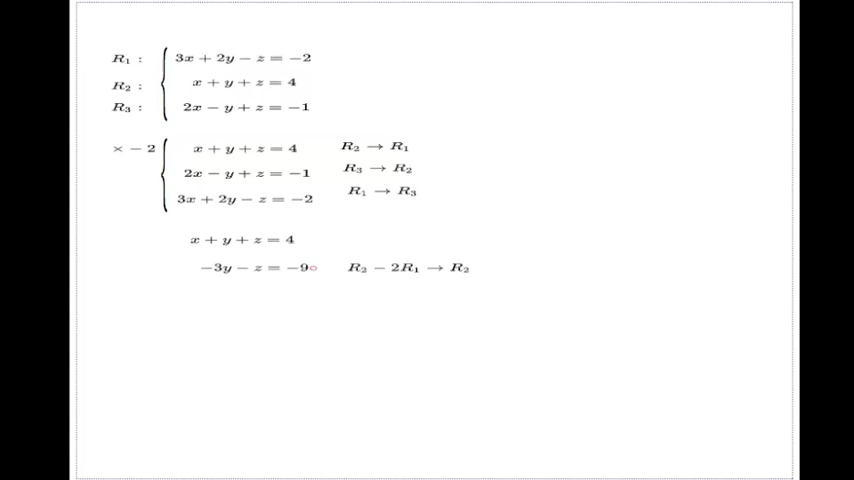 R₁ : 3x + 2y − z = −2
R₂ : x + y + z = 4
R₃ : 2x − y + z = −1
× − 2 x + y + z = 4 R₂ → R₁
2x − y + z = −1 R₃ → R₂
3x + 2y − z = −2 R₁ → R₃
x + y + z = 4
−3y − z = −9 R₂ − 2R₁ → R₂